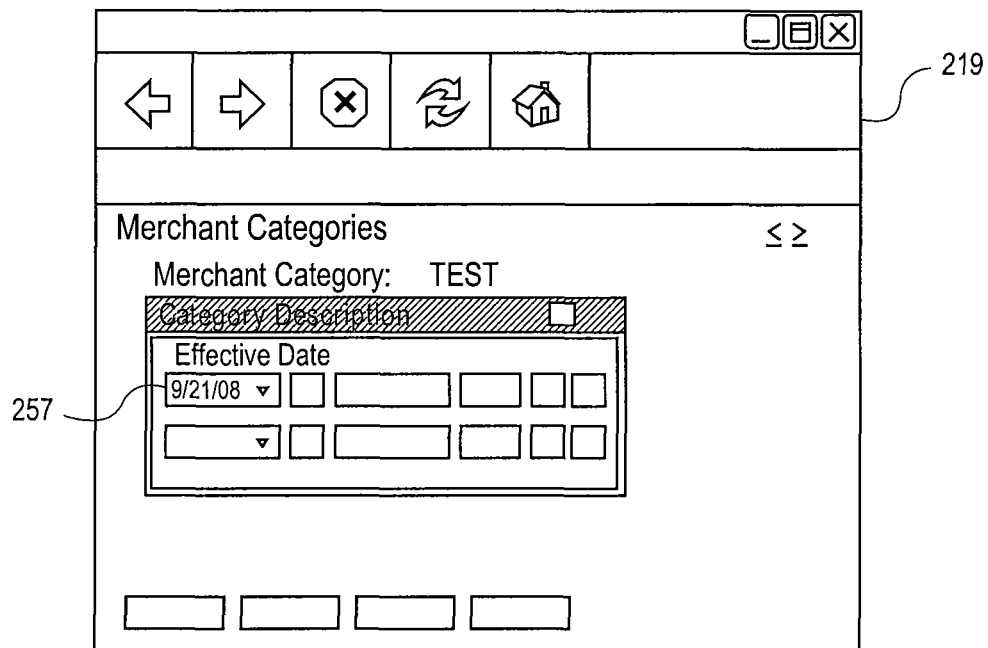 219
Merchant Categories < >
Merchant Category: TEST
Category Description
Effective Date
9/21/08
257